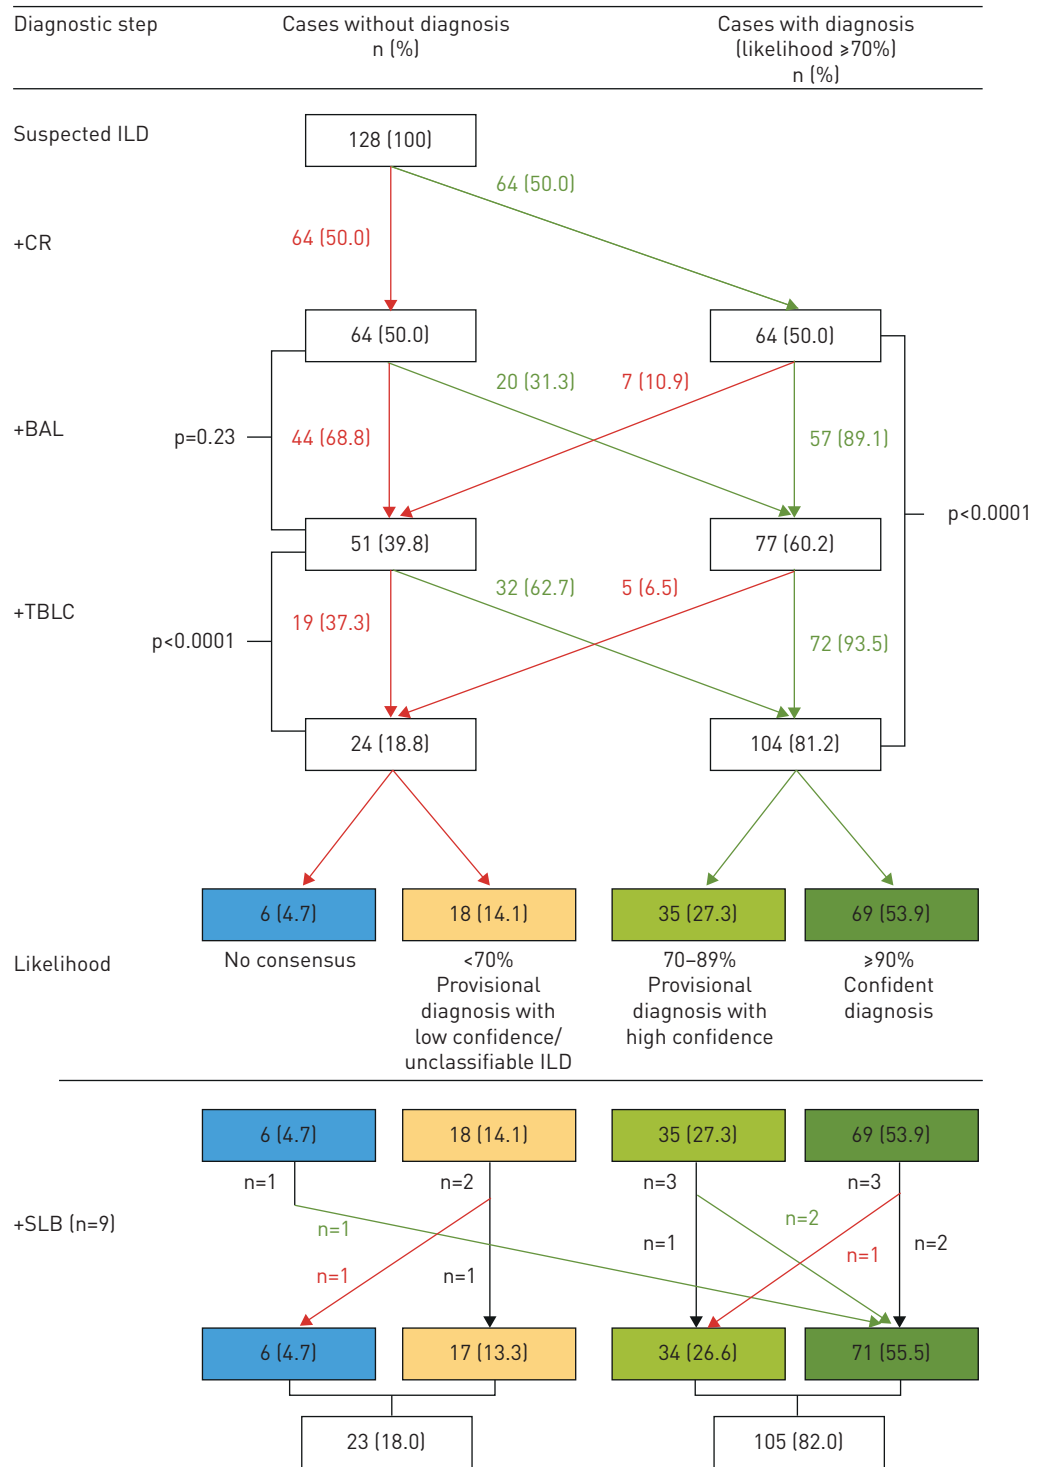 Diagnostic step
Cases without diagnosis
n (%)
Cases with diagnosis
(likelihood ⩾70%)
n (%)
Suspected ILD
128 (100)
64 (50.0)
64 (50.0)
+CR
64 (50.0)
64 (50.0)
20 (31.3)
7 (10.9)
+BAL
p=0.23
44 (68.8)
57 (89.1)
p<0.0001
51 (39.8)
77 (60.2)
32 (62.7)
5 (6.5)
+TBLC
19 (37.3)
p<0.0001
72 (93.5)
24 (18.8)
104 (81.2)
6 (4.7)
18 (14.1)
35 (27.3)
69 (53.9)
Likelihood
No consensus
<70%
Provisional
diagnosis with
low confidence/
unclassifiable ILD
70–89%
Provisional
diagnosis with
high confidence
⩾90%
Confident
diagnosis
6 (4.7)
18 (14.1)
35 (27.3)
69 (53.9)
n=1
n=2
n=3
n=3
+SLB (n=9)
n=1
n=2
n=1
n=1
n=2
n=1
n=1
6 (4.7)
17 (13.3)
34 (26.6)
71 (55.5)
23 (18.0)
105 (82.0)